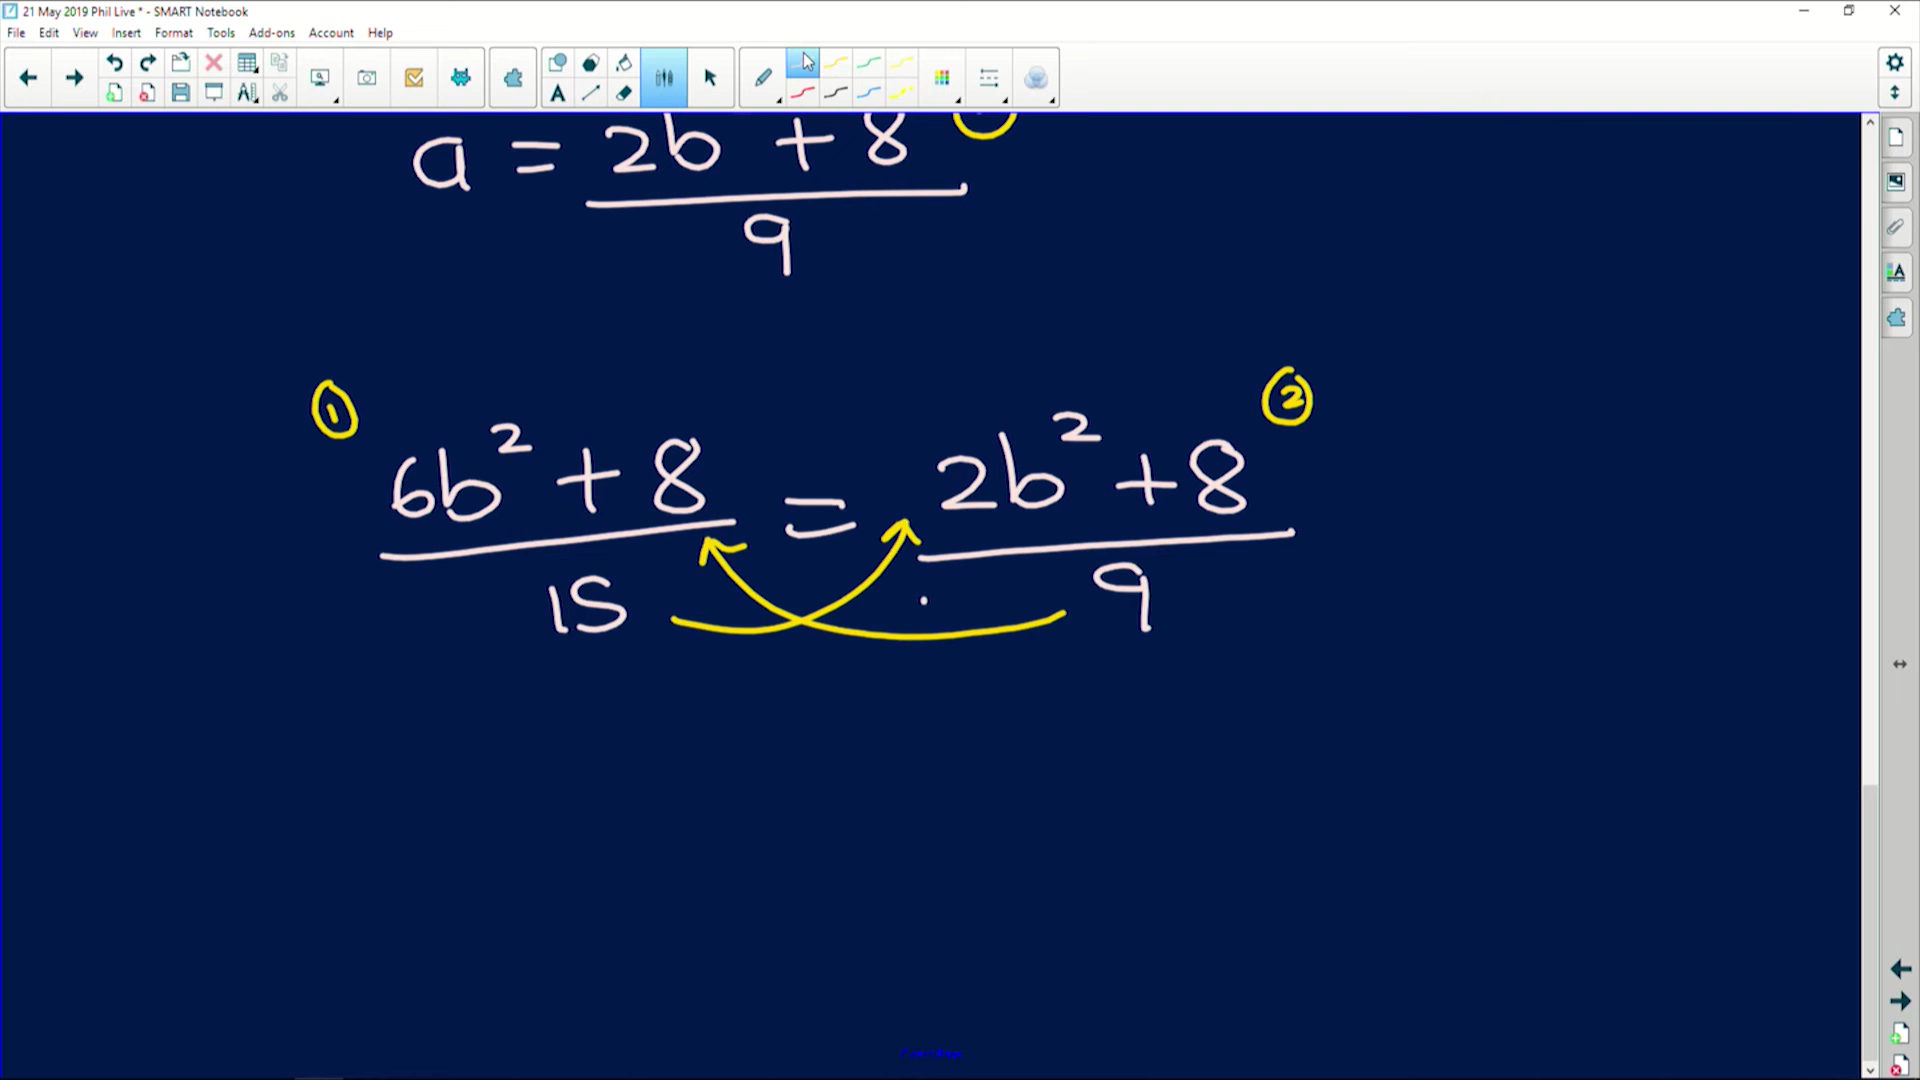 21 May 2019 Phil Live * - SMART Notebook
File Edit View Insert Format Tools Add-ons Account Help
a = 2b + 8
9
① ②
6b² + 8 = 2b² + 8
15 9